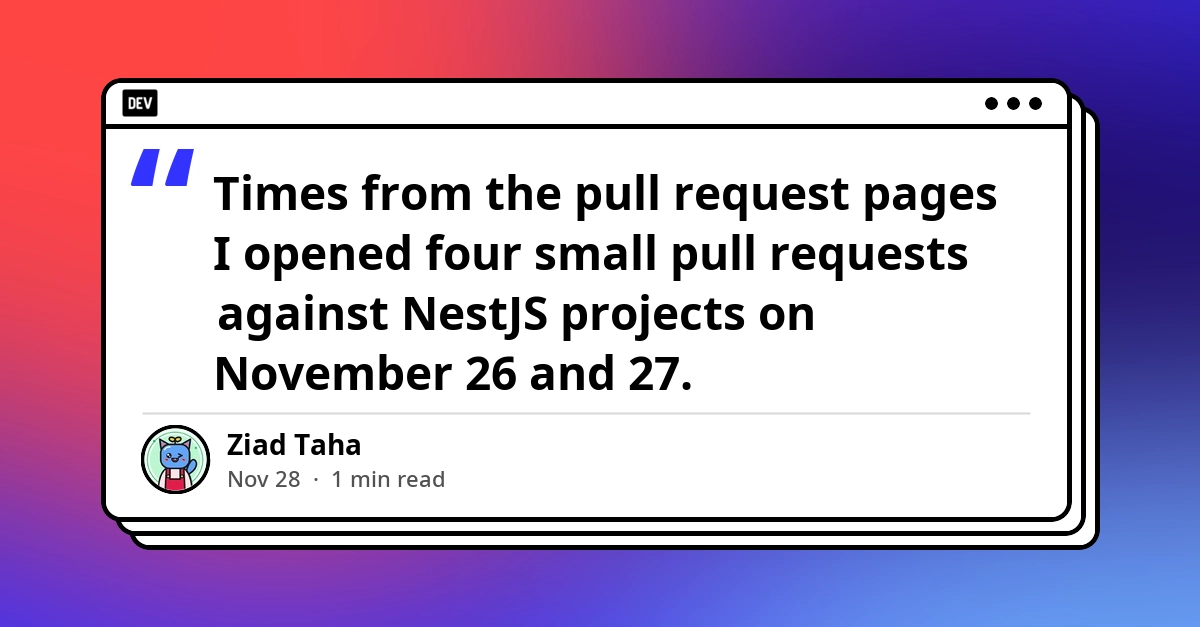 DEV
“ Times from the pull request pages
I opened four small pull requests
against NestJS projects on
November 26 and 27.
Ziad Taha
Nov 28 · 1 min read